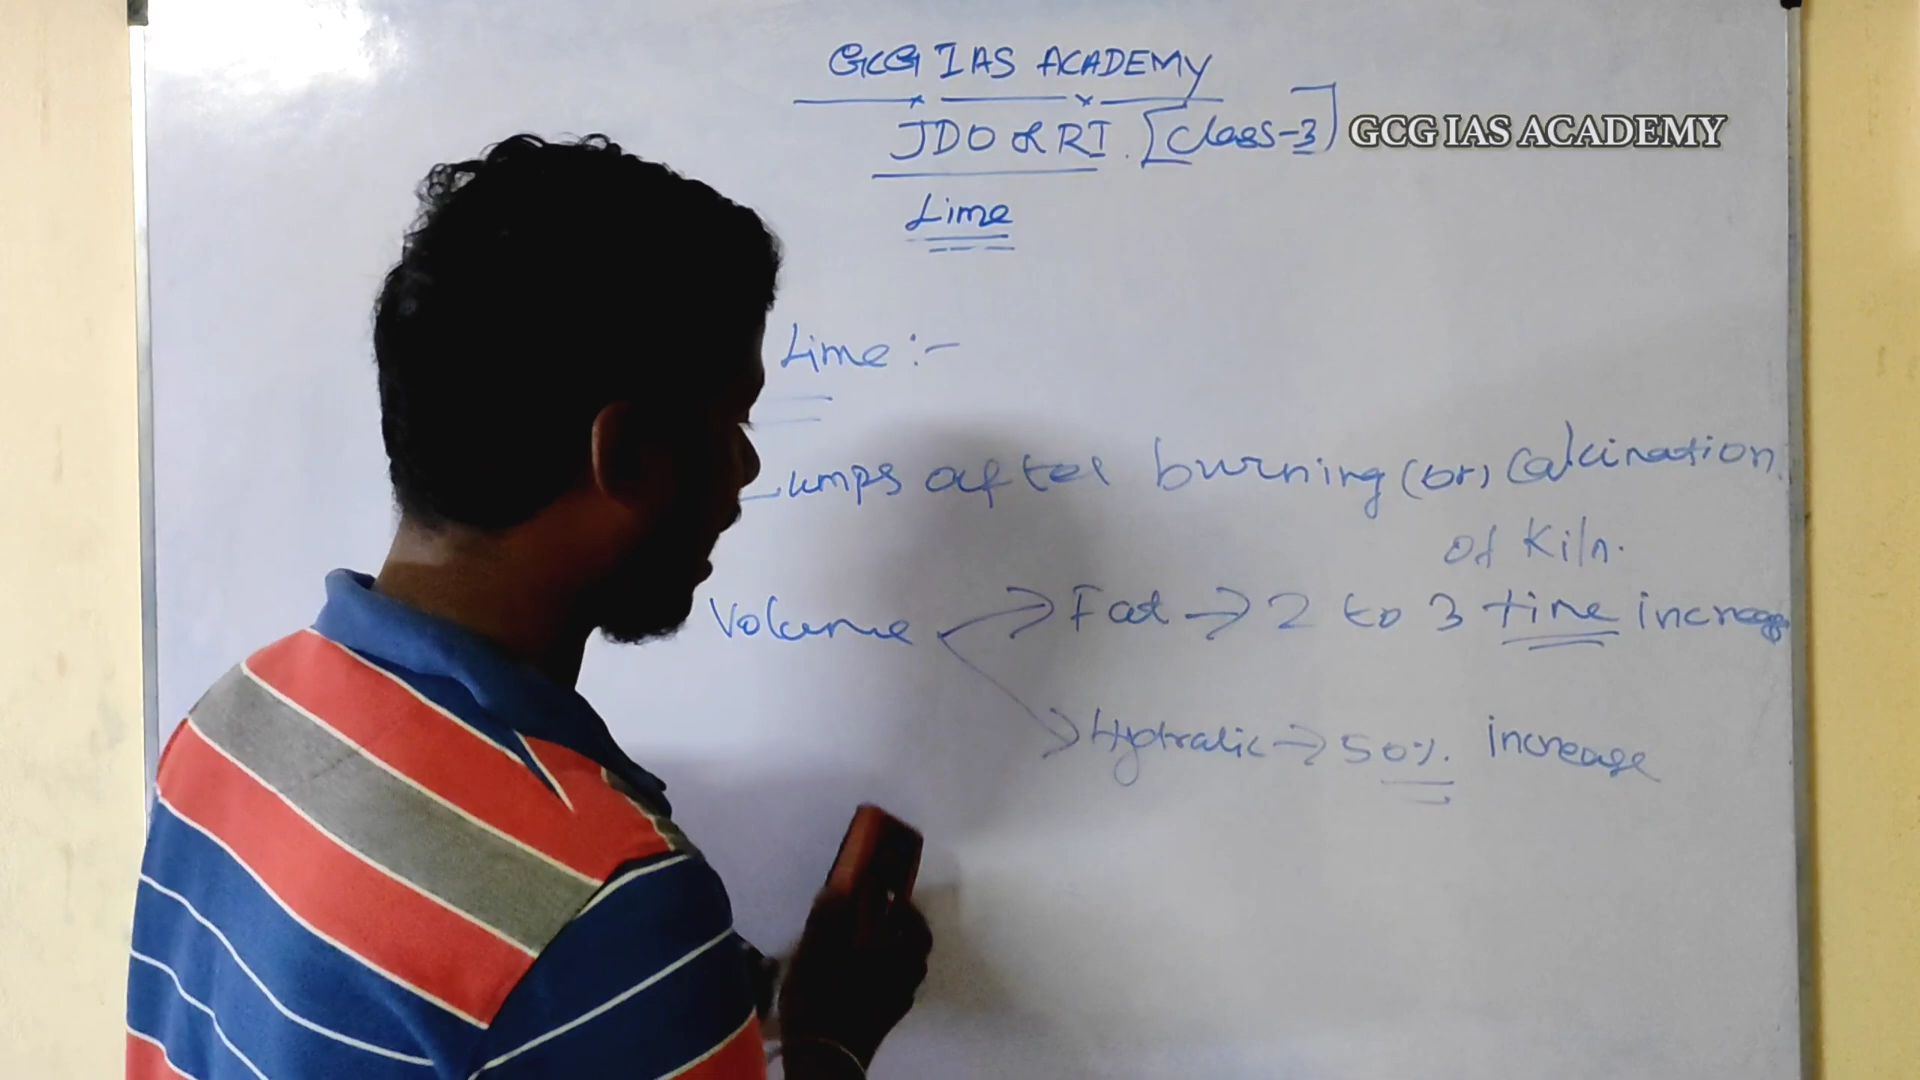 GCG IAS ACADEMY
JDO & RI. [Class-3]
GCG IAS ACADEMY
Lime
Lime :-
Lumps after burning (or) Calcination
of Kiln.
Volume → Fat → 2 to 3 time increase
→ Hydralic → 50% increase